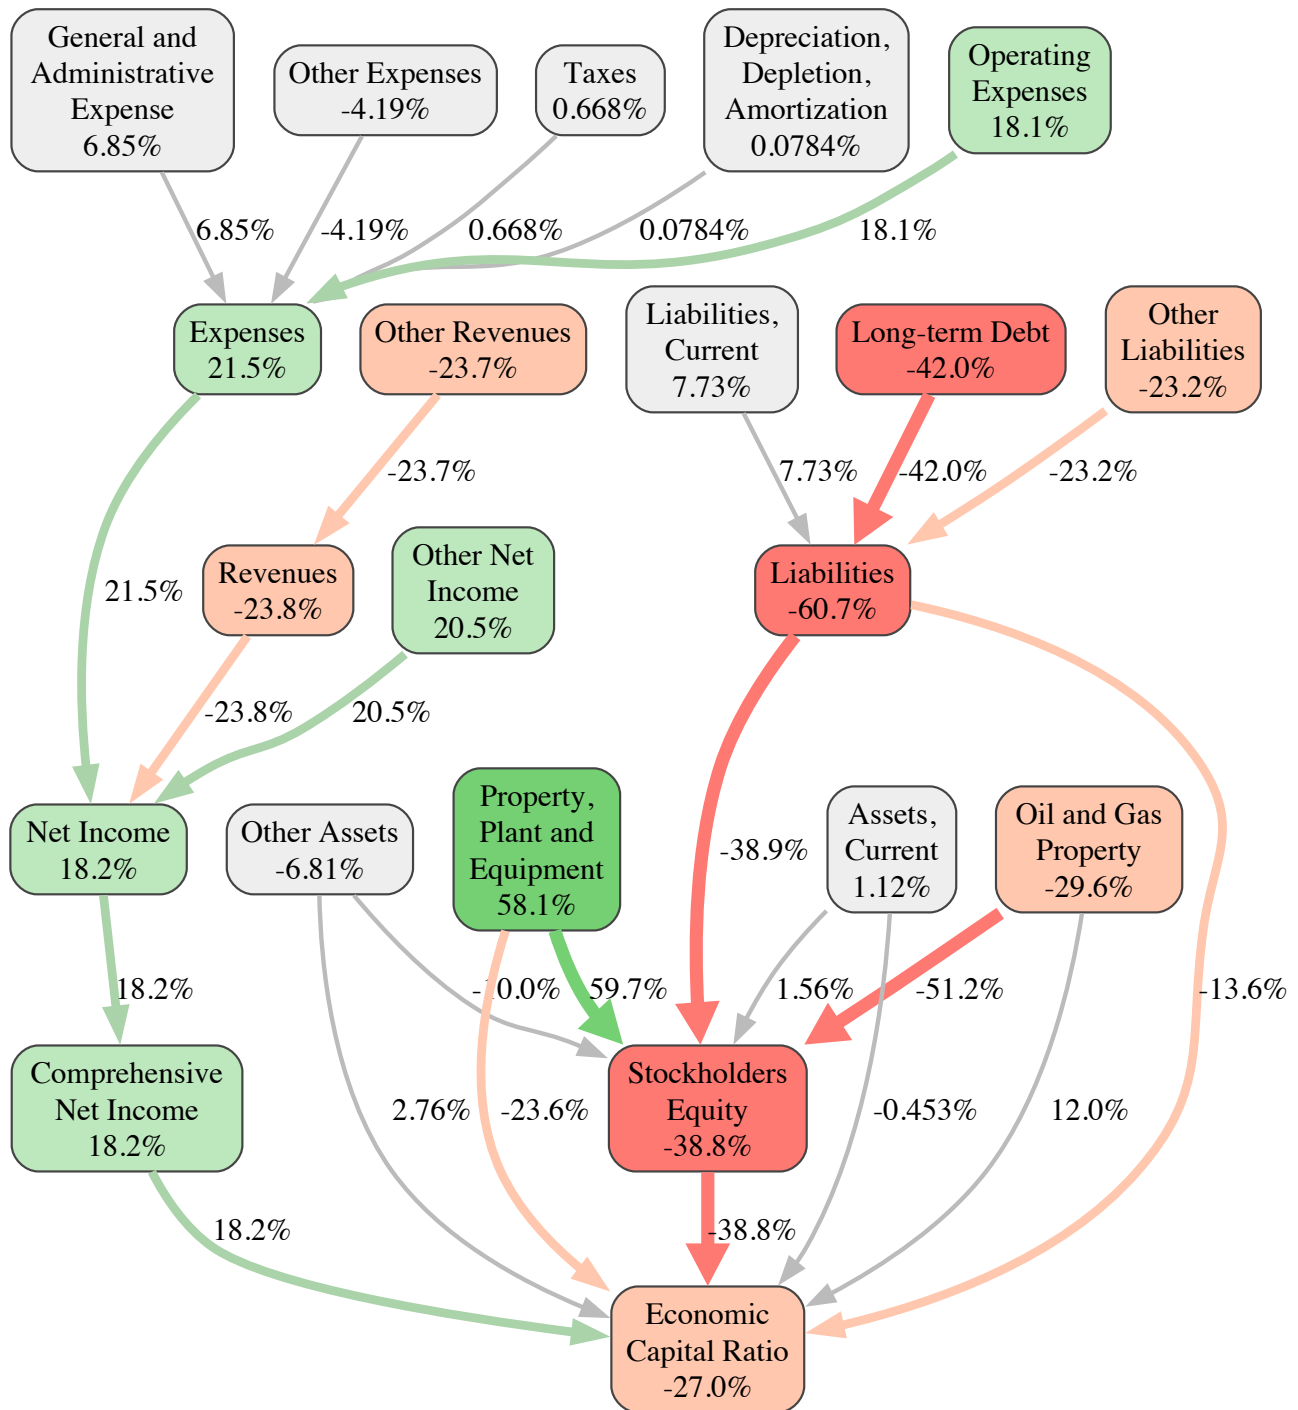 General and
Administrative
Expense
6.85%
Other Expenses
-4.19%
Taxes
0.668%
Depreciation,
Depletion,
Amortization
0.0784%
Operating
Expenses
18.1%
6.85%
-4.19%
0.668%
0.0784%
18.1%
Expenses
21.5%
Other Revenues
-23.7%
Liabilities,
Current
7.73%
Long-term Debt
-42.0%
Other
Liabilities
-23.2%
-23.7%
7.73%
-42.0%
-23.2%
21.5%
Revenues
-23.8%
Other Net
Income
20.5%
Liabilities
-60.7%
-23.8%
20.5%
Net Income
18.2%
Other Assets
-6.81%
Property,
Plant and
Equipment
58.1%
-38.9%
Assets,
Current
1.12%
Oil and Gas
Property
-29.6%
18.2%
-10.0%
59.7%
1.56%
-51.2%
-13.6%
Comprehensive
Net Income
18.2%
2.76%
-23.6%
Stockholders
Equity
-38.8%
-0.453%
12.0%
18.2%
-38.8%
Economic
Capital Ratio
-27.0%